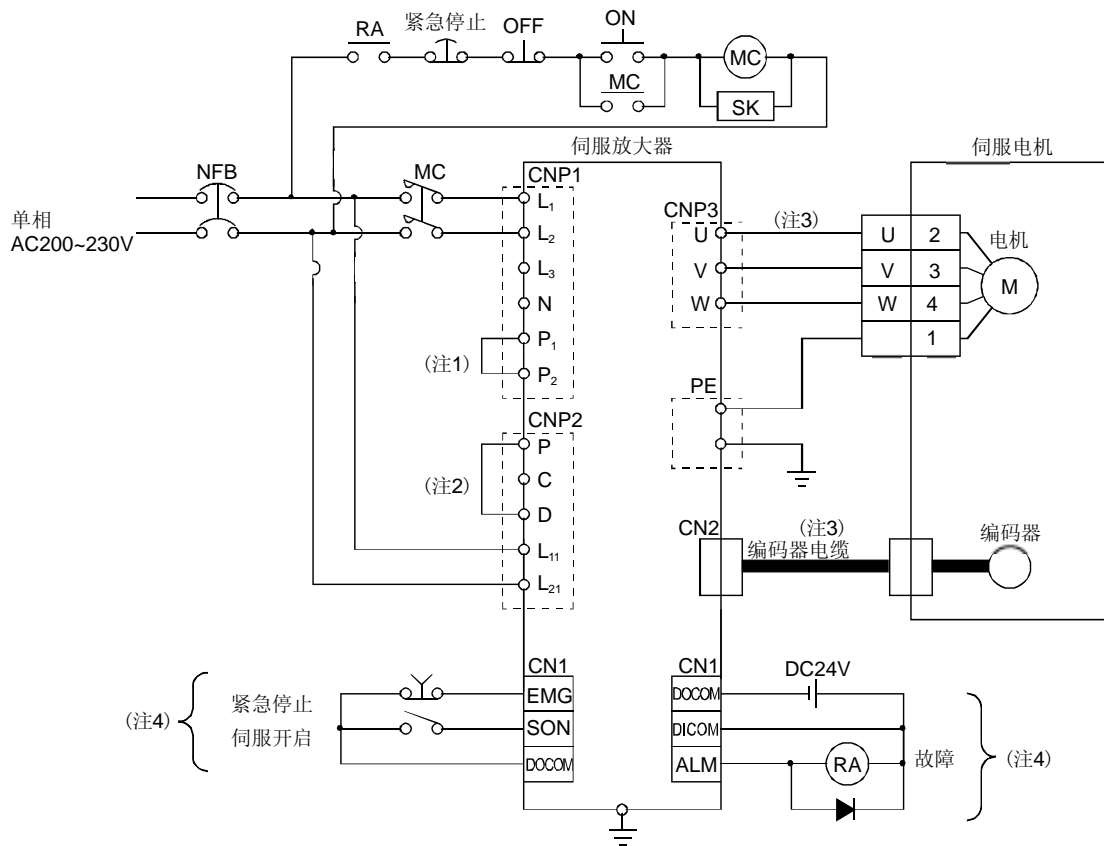 RA
紧急停止
OFF
ON
MC
MC
SK
伺服放大器
伺服电机
NFB
MC
CNP1
单相
AC200~230V
L₁
L₂
L₃
N
P₁
P₂
(注1)
CNP3
U
V
W
(注3)
U 2
V 3
W 4
1
电机
M
PE
CNP2
P
C
D
L₁₁
L₂₁
(注2)
CN2
(注3)
编码器电缆
编码器
(注4)
紧急停止
伺服开启
CN1
EMG
SON
DOCOM
CN1
DOCOM
DICOM
ALM
DC24V
RA
故障
(注4)